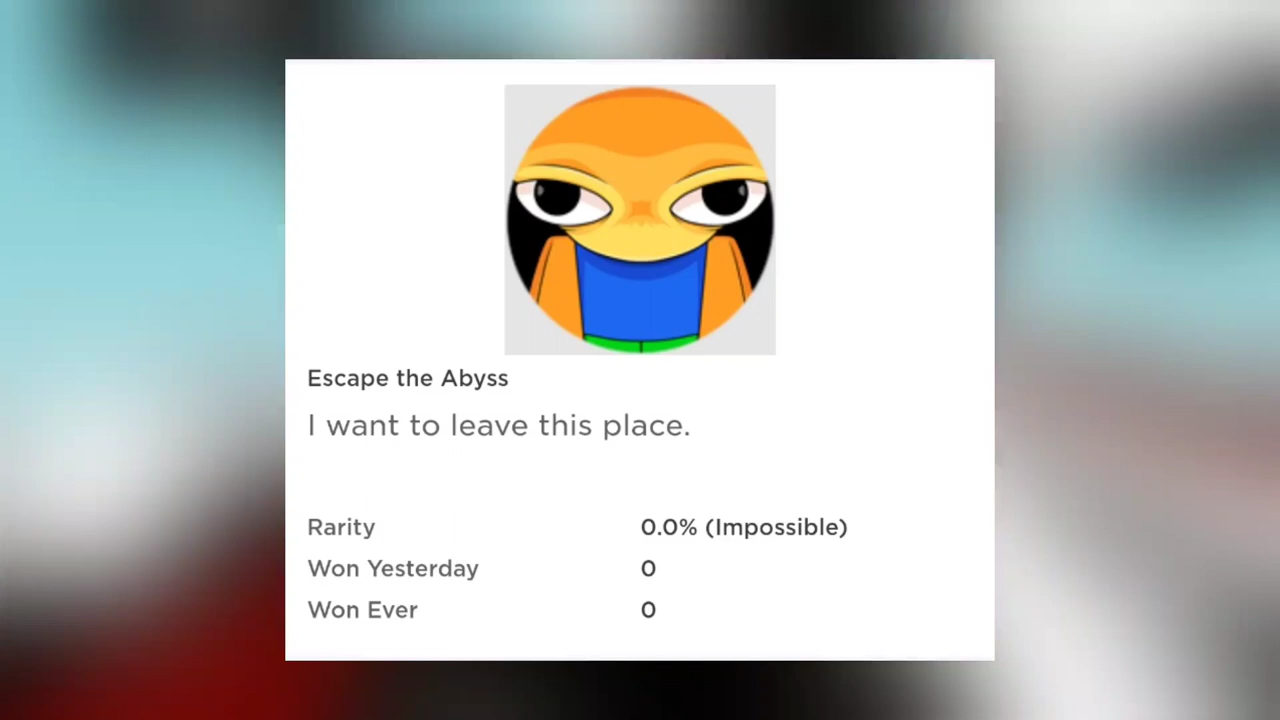 Escape the Abyss
I want to leave this place.
Rarity 0.0% (Impossible)
Won Yesterday 0
Won Ever 0